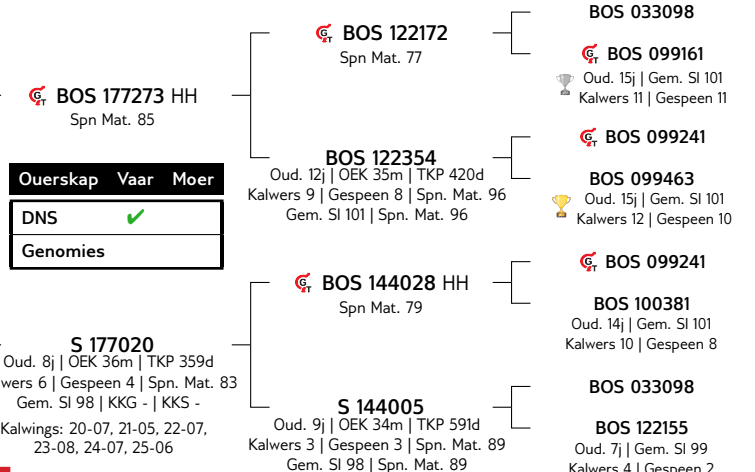 BOS 177273 HH
Spn Mat. 85
Ouerskap Vaar Moer
DNS ✔
Genomies
S 177020
Oud. 8j | OEK 36m | TKP 359d
wers 6 | Gespeen 4 | Spn. Mat. 83
Gem. SI 98 | KKG - | KKS -
Kalwings: 20-07, 21-05, 22-07,
23-08, 24-07, 25-06
GT BOS 122172
Spn Mat. 77
BOS 122354
Oud. 12j | OEK 35m | TKP 420d
Kalwers 9 | Gespeen 8 | Spn. Mat. 96
Gem. SI 101 | Spn. Mat. 96
GT BOS 144028 HH
Spn Mat. 79
S 144005
Oud. 9j | OEK 34m | TKP 591d
Kalwers 3 | Gespeen 3 | Spn. Mat. 89
Gem. SI 98 | Spn. Mat. 89
BOS 033098
GT BOS 099161
Oud. 15j | Gem. SI 101
Kalwers 11 | Gespeen 11
GT BOS 099241
BOS 099463
Oud. 15j | Gem. SI 101
Kalwers 12 | Gespeen 10
GT BOS 099241
BOS 100381
Oud. 14j | Gem. SI 101
Kalwers 10 | Gespeen 8
BOS 033098
BOS 122155
Oud. 7j | Gem. SI 99
Kalwers 4 | Gespeen 2